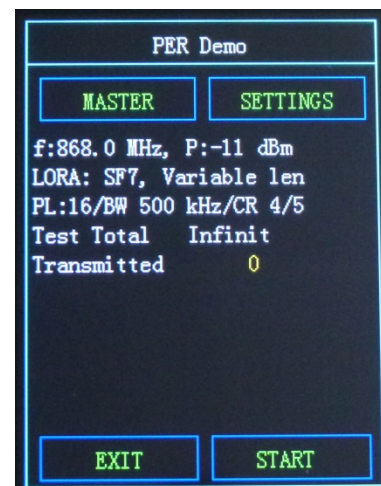 PER Demo
MASTER SETTINGS
f:868.0 MHz, P:-11 dBm
LORA: SF7, Variable len
PL:16/BW 500 kHz/CR 4/5
Test Total Infinit
Transmitted 0
EXIT START